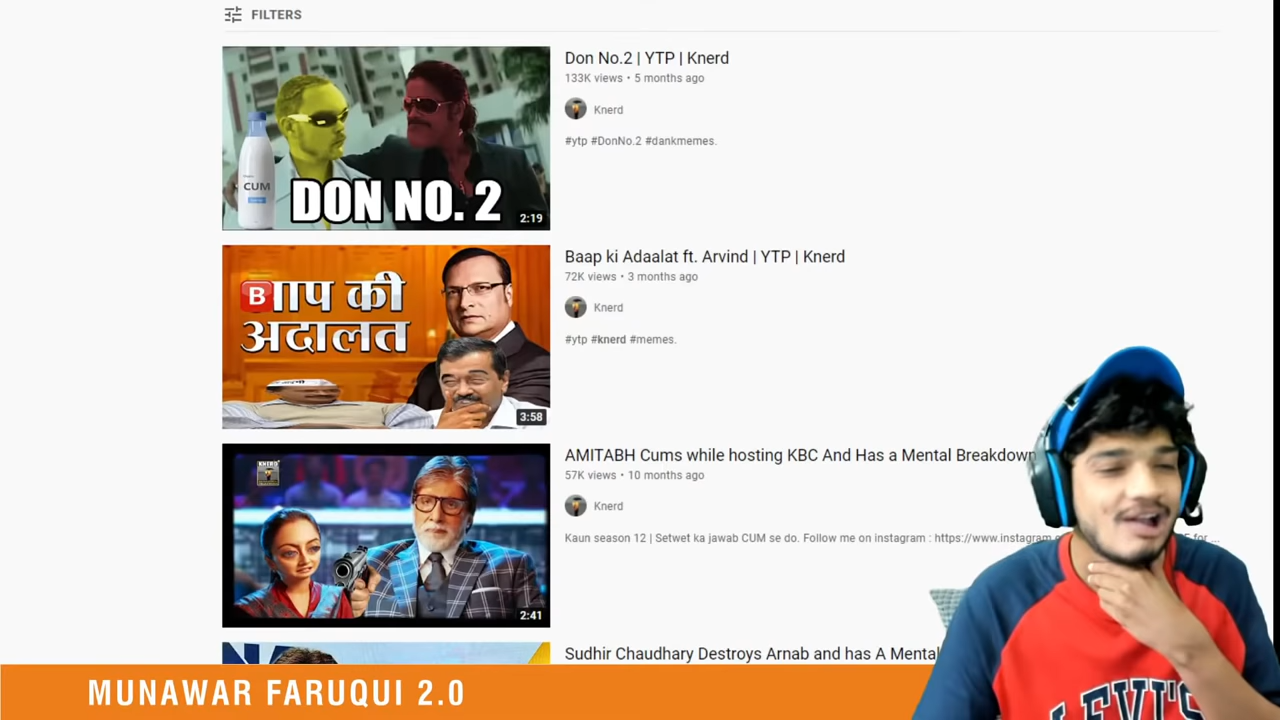 FILTERS
Don No.2 | YTP | Knerd
133K views • 5 months ago
Knerd
#ytp #DonNo.2 #dankmemes.
CUM
DON NO. 2
2:19
Baap ki Adaalat ft. Arvind | YTP | Knerd
72K views • 3 months ago
Knerd
#ytp #knerd #memes.
Bाप की
अदालत
3:58
AMITABH Cums while hosting KBC And Has a Mental Breakdown
57K views • 10 months ago
Knerd
Kaun season 12 | Setwet ka jawab CUM se do. Follow me on instagram : https://www.instagram
for ...
KNERD
2:41
Sudhir Chaudhary Destroys Arnab and has A Mental
MUNAWAR FARUQUI 2.0
LEVI'S